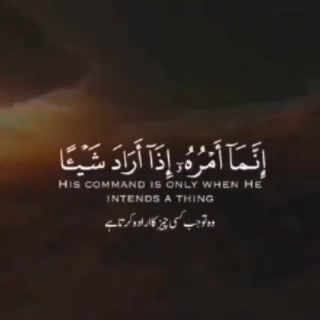 إِنَّمَآ أَمْرُهُۥٓ إِذَآ أَرَادَ شَيْـًٔا
HIS COMMAND IS ONLY WHEN HE
INTENDS A THING
وہ تو جب کسی چیز کا ارادہ کرتا ہے